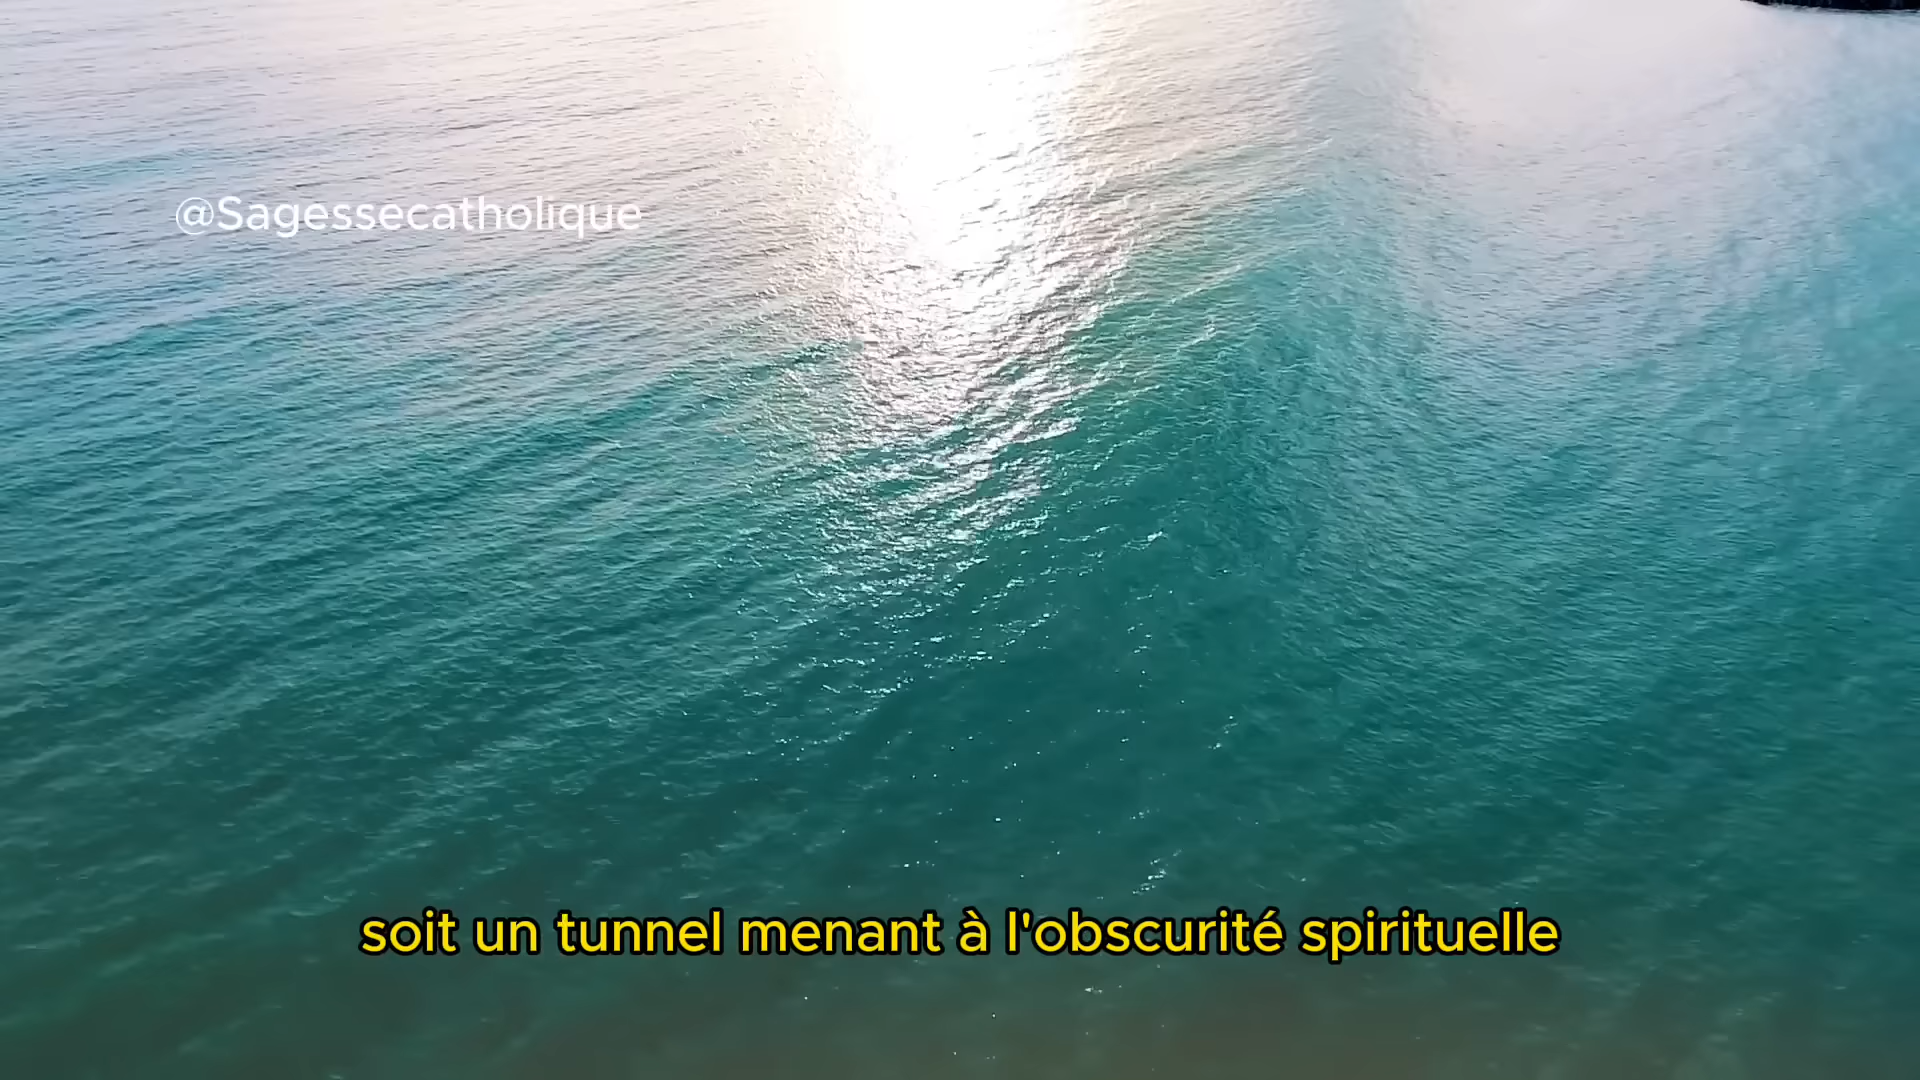 @Sagessecatholique
soit un tunnel menant à l'obscurité spirituelle